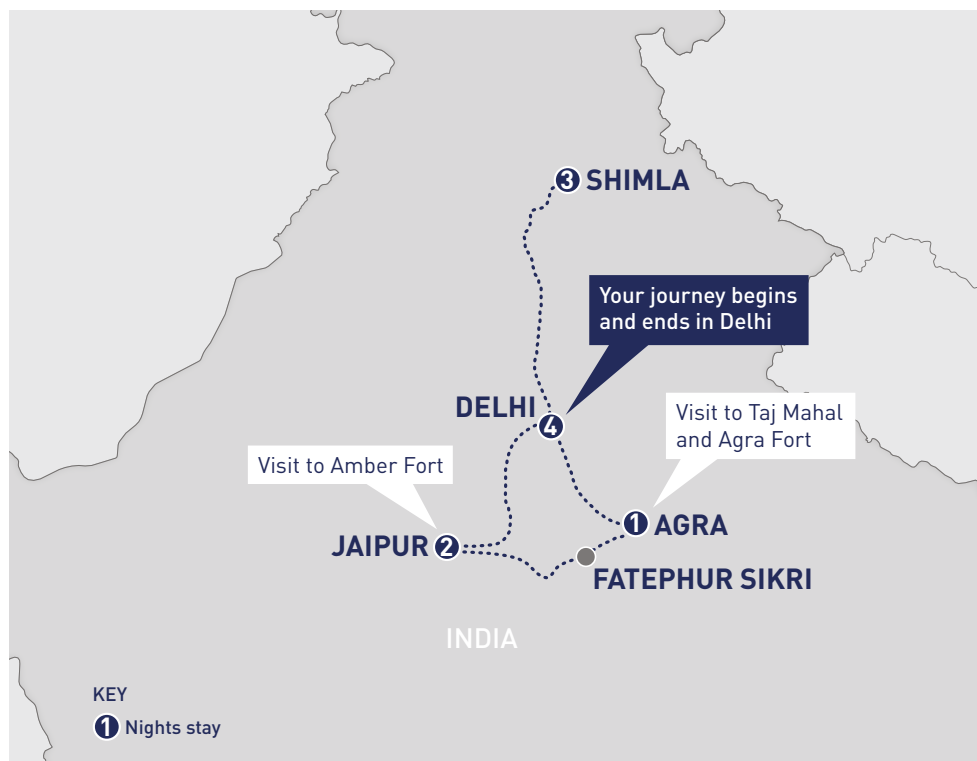 3 SHIMLA
Your journey begins
and ends in Delhi
DELHI
4
Visit to Taj Mahal
and Agra Fort
Visit to Amber Fort
1 AGRA
JAIPUR 2
FATEPHUR SIKRI
INDIA
KEY
1 Nights stay